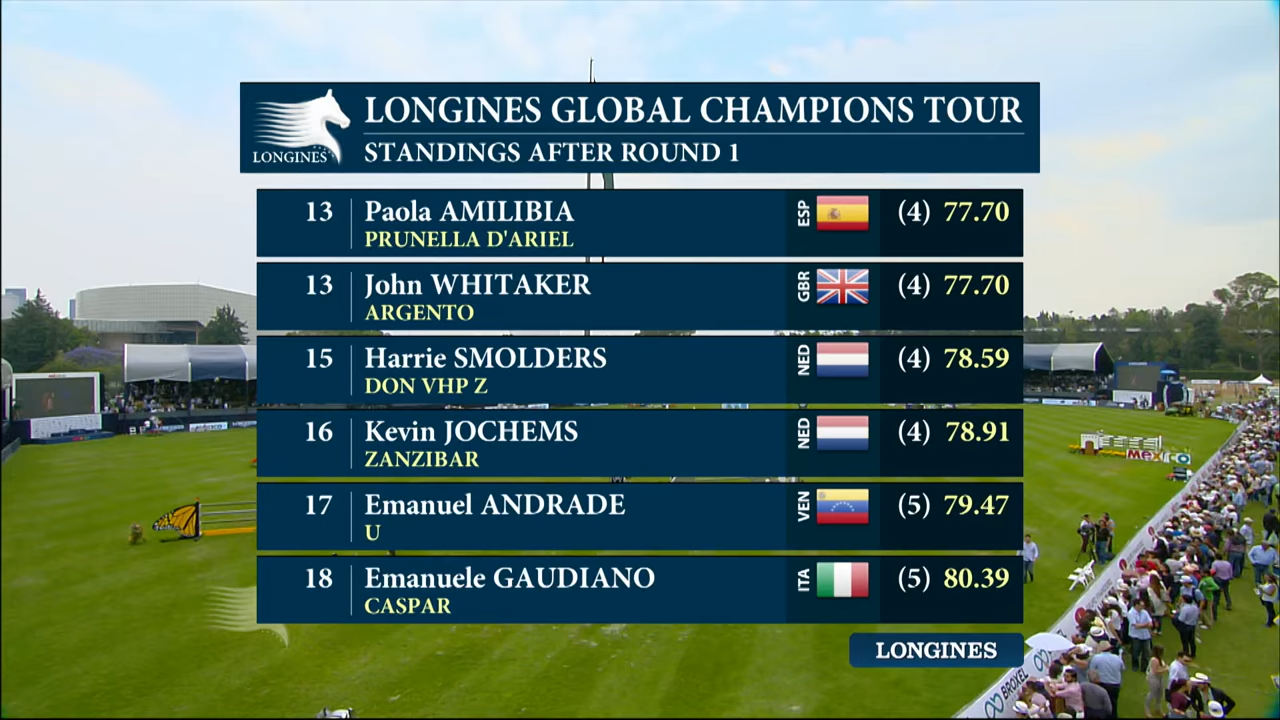 LONGINES GLOBAL CHAMPIONS TOUR
LONGINES
STANDINGS AFTER ROUND 1
13 Paola AMILIBIA ESP (4) 77.70
PRUNELLA D'ARIEL
13 John WHITAKER GBR (4) 77.70
ARGENTO
15 Harrie SMOLDERS NED (4) 78.59
DON VHP Z
16 Kevin JOCHEMS NED (4) 78.91
ZANZIBAR
17 Emanuel ANDRADE VEN (5) 79.47
U
18 Emanuele GAUDIANO ITA (5) 80.39
CASPAR
LONGINES
MEXICO
BROXEL